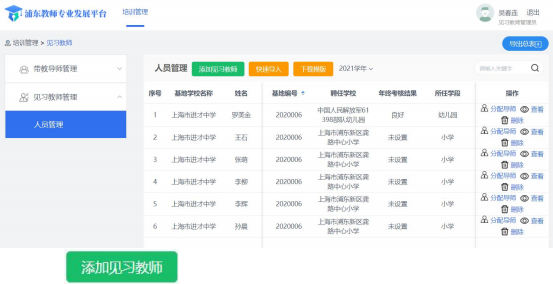 浦东教师专业发展平台
培训管理
吴春莲 退出
见习教师管理员
培训管理 > 见习教师
导出总表
带教导师管理
见习教师管理
人员管理
人员管理 添加见习教师 快速导入 下载模版 2021学年
请输入关键字
序号 基地学校名称 姓名 基地编号 聘任学校 年终考核结果 所任学段 操作
1 上海市进才中学 罗美金 2020006 中国人民解放军61398部队幼儿园 良好 幼儿园 分配导师 查看 删除
2 上海市进才中学 王石 2020006 上海市浦东新区龚路中心小学 未设置 小学 分配导师 查看 删除
3 上海市进才中学 张萌 2020006 上海市浦东新区龚路中心小学 未设置 小学 分配导师 查看 删除
4 上海市进才中学 李柳 2020006 上海市浦东新区龚路中心小学 未设置 小学 分配导师 查看 删除
5 上海市进才中学 李辉 2020006 上海市浦东新区龚路中心小学 未设置 小学 分配导师 查看 删除
6 上海市进才中学 孙晨 2020006 上海市浦东新区龚路中心小学 未设置 小学 分配导师 查看 删除
添加见习教师